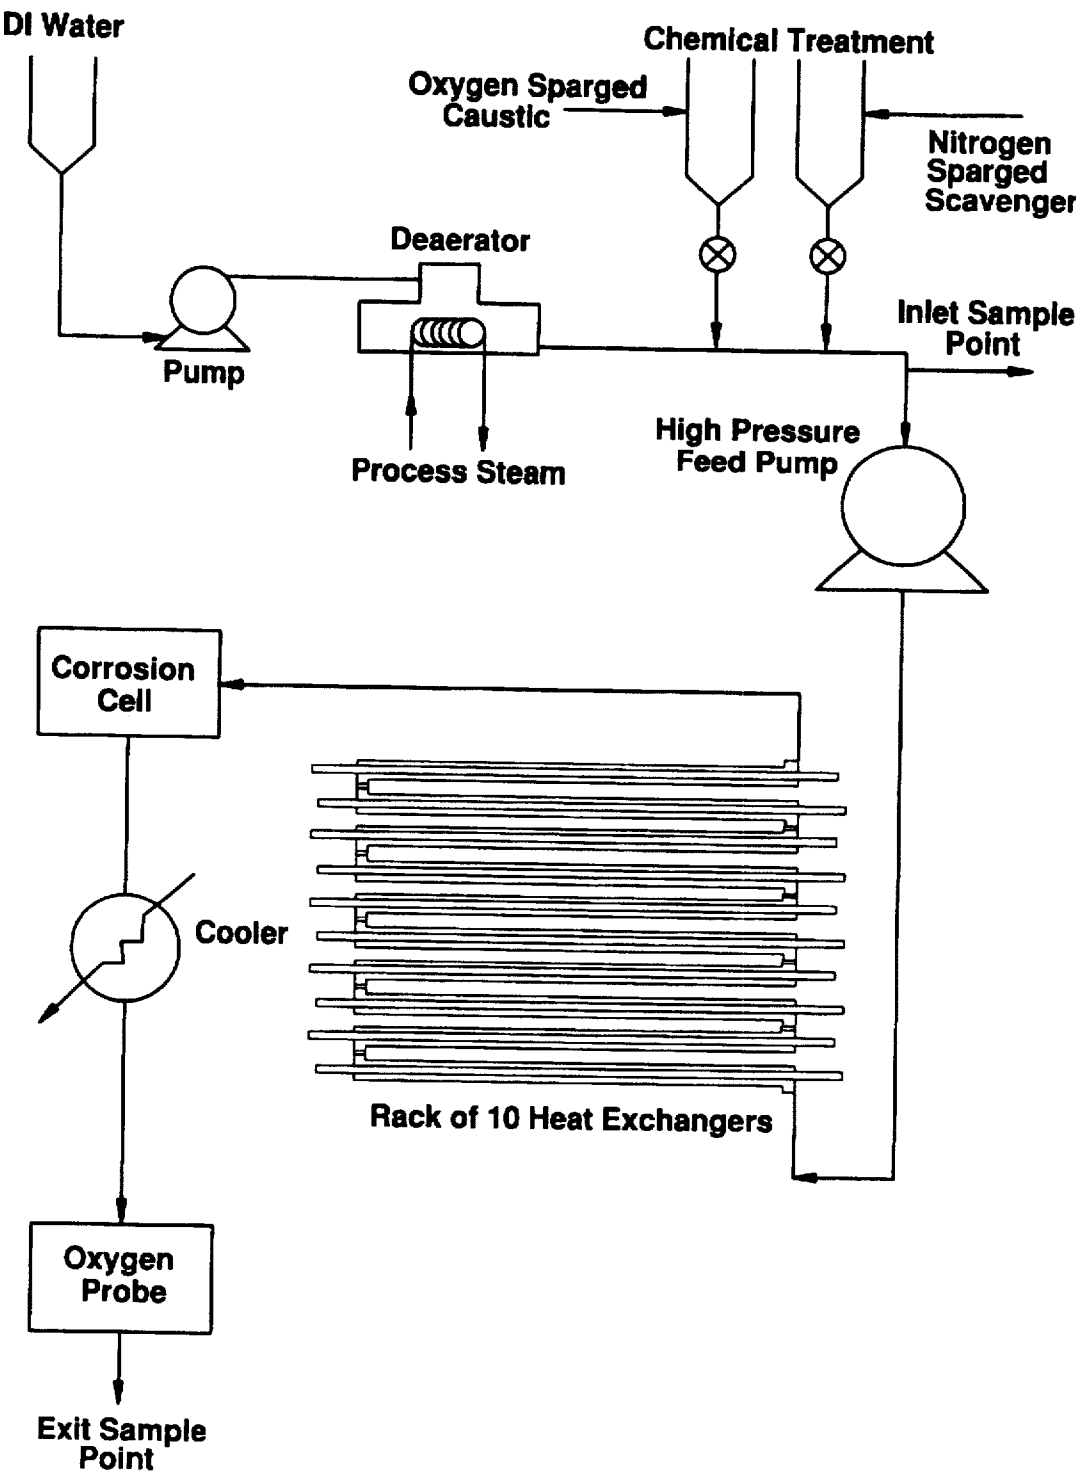 DI Water
Chemical Treatment
Oxygen Sparged
Caustic
Nitrogen
Sparged
Scavenger
Deaerator
Inlet Sample
Point
Pump
High Pressure
Feed Pump
Process Steam
Corrosion
Cell
Cooler
Rack of 10 Heat Exchangers
Oxygen
Probe
Exit Sample
Point